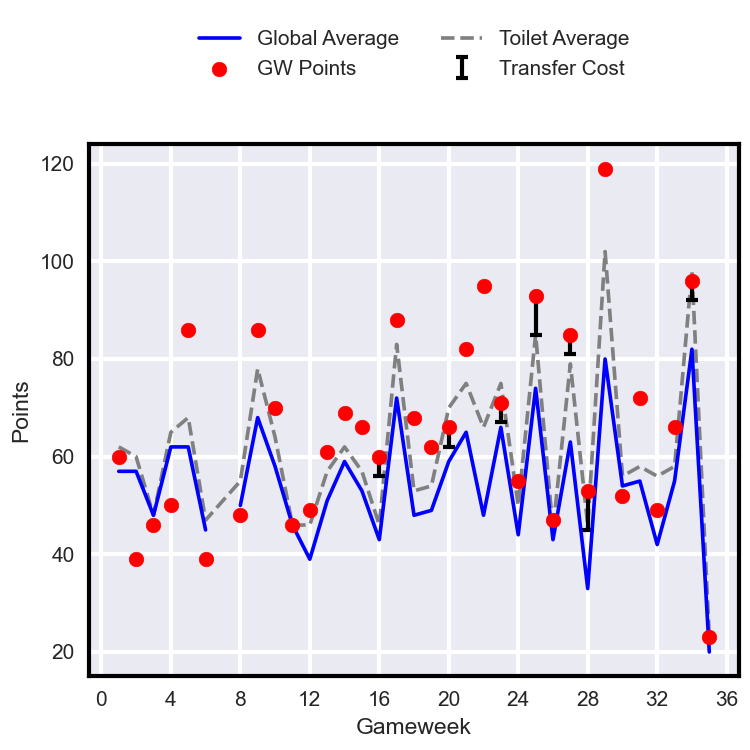 Global Average
Toilet Average
GW Points
Transfer Cost
120
100
80
60
40
20
Points
0 4 8 12 16 20 24 28 32 36
Gameweek